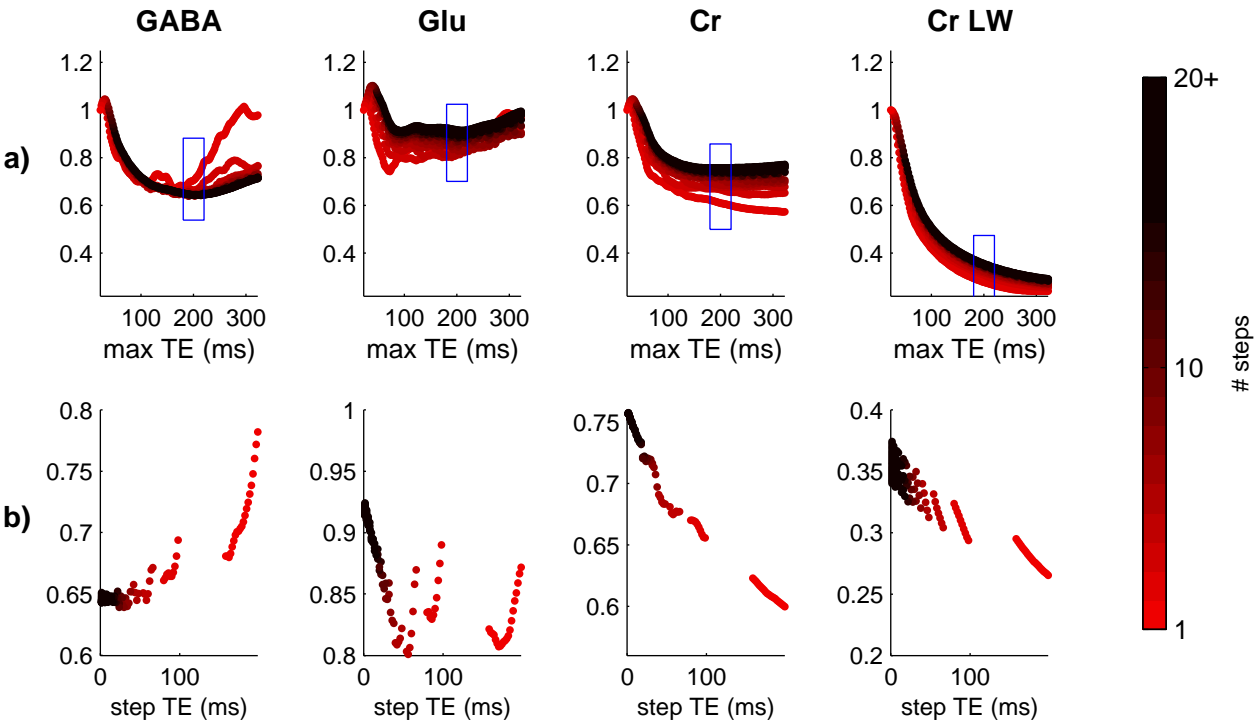 GABA Glu Cr Cr LW
a)
1.2 1.2 1.2 1.2
1 1 1 1
0.8 0.8 0.8 0.8
0.6 0.6 0.6 0.6
0.4 0.4 0.4 0.4
100 200 300 100 200 300 100 200 300 100 200 300
max TE (ms) max TE (ms) max TE (ms) max TE (ms)
20+
10
1
# steps
b)
0.8 1 0.75 0.4
0.75 0.95 0.7 0.35
0.7 0.9 0.65 0.3
0.65 0.85 0.6 0.25
0.6 0.8 0.2
0 100 0 100 0 100 0 100
step TE (ms) step TE (ms) step TE (ms) step TE (ms)